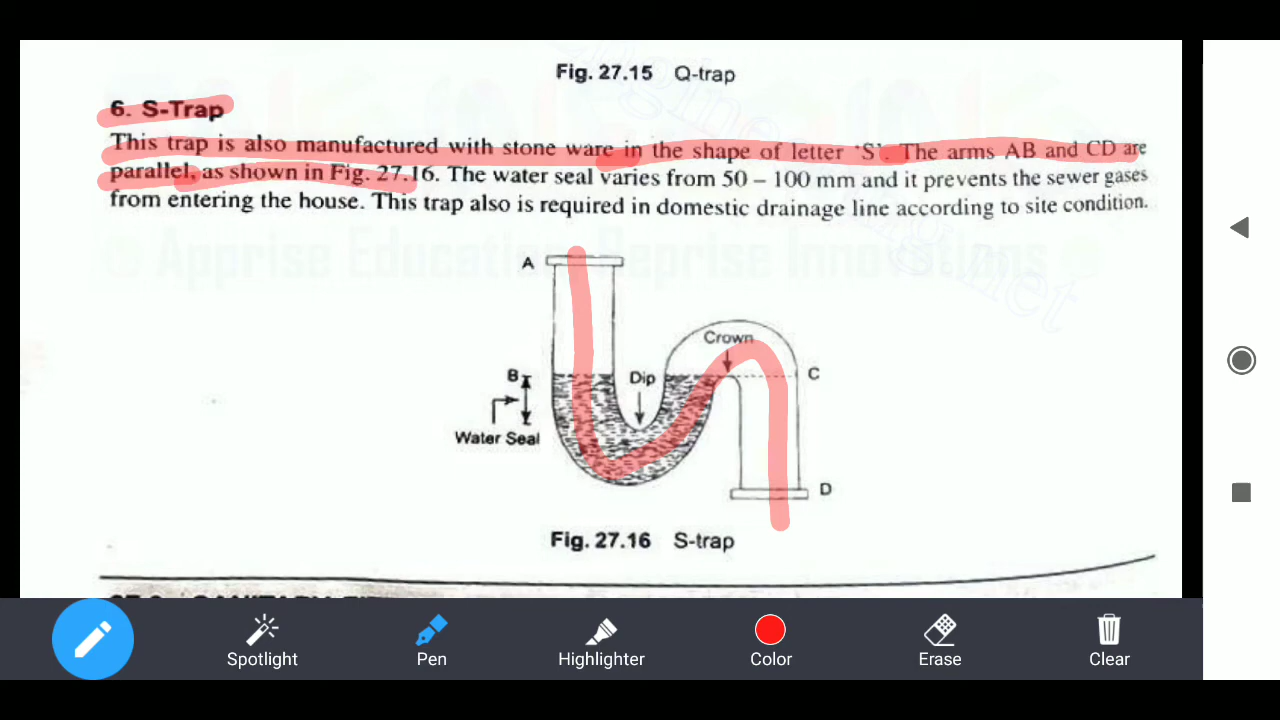 Fig. 27.15 Q-trap
6. S-Trap
This trap is also manufactured with stone ware in the shape of letter 'S'. The arms AB and CD are
parallel, as shown in Fig. 27.16. The water seal varies from 50 – 100 mm and it prevents the sewer gases
from entering the house. This trap also is required in domestic drainage line according to site condition.
Apprise Education, Reprise Innovations
A
Crown
B
Dip
C
Water Seal
D
Fig. 27.16 S-trap
Spotlight
Pen
Highlighter
Color
Erase
Clear